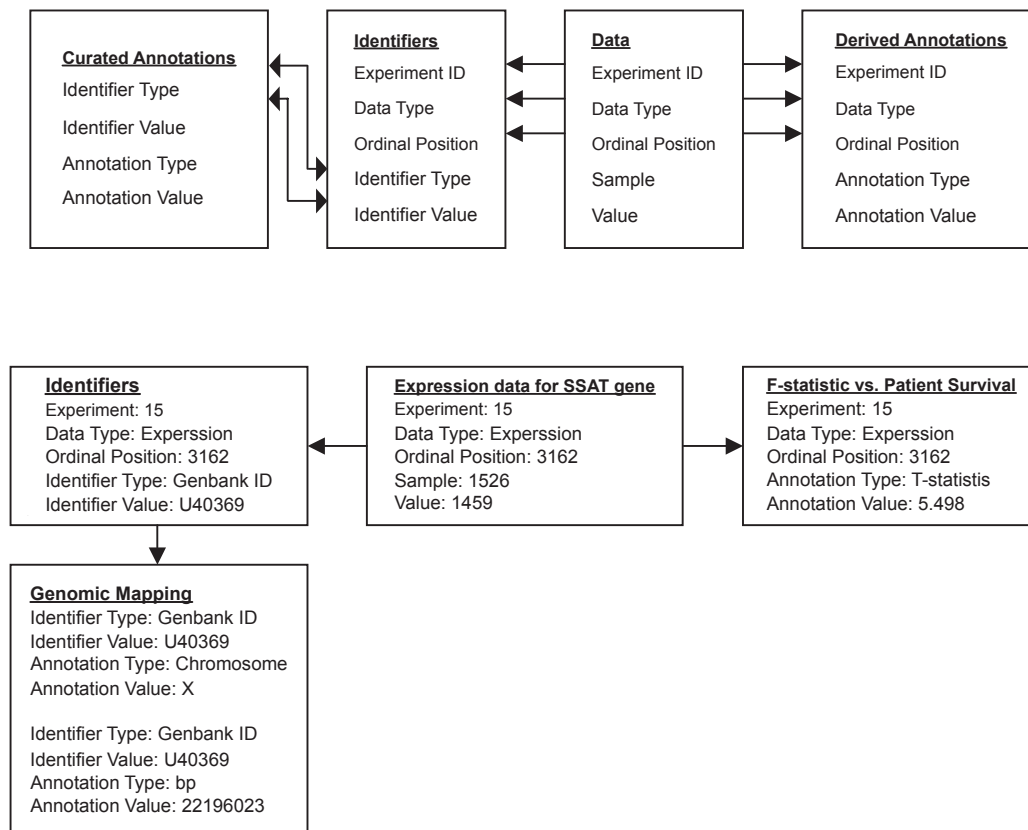 Curated Annotations
Identifier Type
Identifier Value
Annotation Type
Annotation Value
Identifiers
Experiment ID
Data Type
Ordinal Position
Identifier Type
Identifier Value
Data
Experiment ID
Data Type
Ordinal Position
Sample
Value
Derived Annotations
Experiment ID
Data Type
Ordinal Position
Annotation Type
Annotation Value
Identifiers
Experiment: 15
Data Type: Experssion
Ordinal Position: 3162
Identifier Type: Genbank ID
Identifier Value: U40369
Expression data for SSAT gene
Experiment: 15
Data Type: Experssion
Ordinal Position: 3162
Sample: 1526
Value: 1459
F-statistic vs. Patient Survival
Experiment: 15
Data Type: Experssion
Ordinal Position: 3162
Annotation Type: T-statistis
Annotation Value: 5.498
Genomic Mapping
Identifier Type: Genbank ID
Identifier Value: U40369
Annotation Type: Chromosome
Annotation Value: X
Identifier Type: Genbank ID
Identifier Value: U40369
Annotation Type: bp
Annotation Value: 22196023